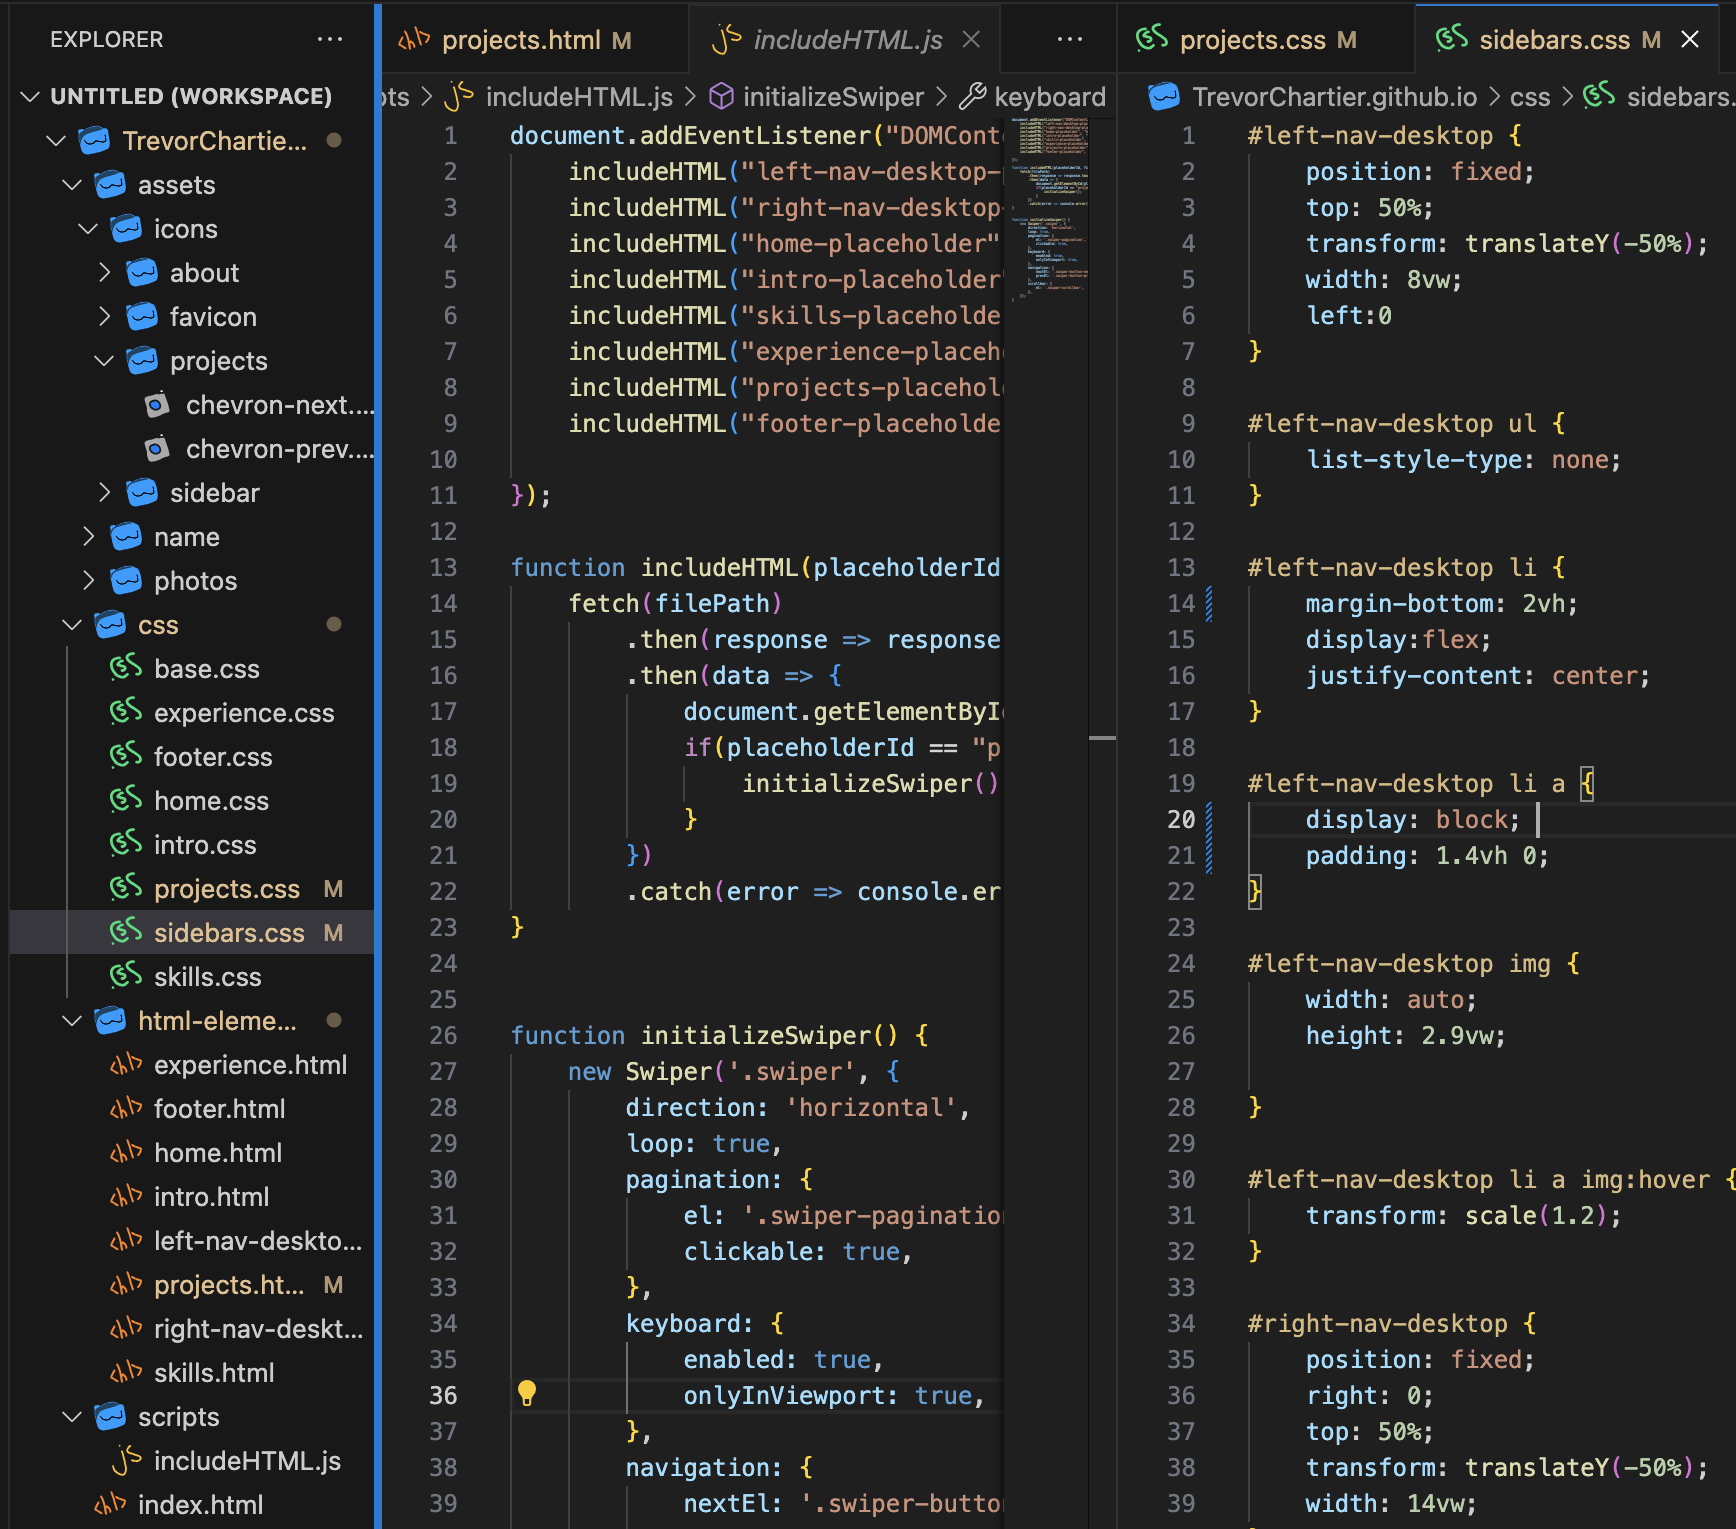 EXPLORER
UNTITLED (WORKSPACE)
TrevorChartie...
assets
icons
about
favicon
projects
chevron-next....
chevron-prev....
sidebar
name
photos
css
base.css
experience.css
footer.css
home.css
intro.css
projects.css M
sidebars.css M
skills.css
html-eleme...
experience.html
footer.html
home.html
intro.html
left-nav-deskto...
projects.ht... M
right-nav-deskt...
skills.html
scripts
JS includeHTML.js
index.html
projects.html M
JS includeHTML.js
pts > JS includeHTML.js > initializeSwiper > keyboard
1 document.addEventListener("DOMConte
2 includeHTML("left-nav-desktop-
3 includeHTML("right-nav-desktop-
4 includeHTML("home-placeholder"
5 includeHTML("intro-placeholder"
6 includeHTML("skills-placeholde
7 includeHTML("experience-placeh
8 includeHTML("projects-placehol
9 includeHTML("footer-placeholde
10
11 });
12
13 function includeHTML(placeholderId
14 fetch(filePath)
15 .then(response => response
16 .then(data => {
17 document.getElementById
18 if(placeholderId == "p
19 initializeSwiper()
20 }
21 })
22 .catch(error => console.er
23 }
24
25
26 function initializeSwiper() {
27 new Swiper('.swiper', {
28 direction: 'horizontal',
29 loop: true,
30 pagination: {
31 el: '.swiper-pagination
32 clickable: true,
33 },
34 keyboard: {
35 enabled: true,
36 onlyInViewport: true,
37 },
38 navigation: {
39 nextEl: '.swiper-butto
projects.css M
sidebars.css M
TrevorChartier.github.io > css > sidebars.
1 #left-nav-desktop {
2 position: fixed;
3 top: 50%;
4 transform: translateY(-50%);
5 width: 8vw;
6 left:0
7 }
8
9 #left-nav-desktop ul {
10 list-style-type: none;
11 }
12
13 #left-nav-desktop li {
14 margin-bottom: 2vh;
15 display:flex;
16 justify-content: center;
17 }
18
19 #left-nav-desktop li a {
20 display: block;
21 padding: 1.4vh 0;
22 }
23
24 #left-nav-desktop img {
25 width: auto;
26 height: 2.9vw;
27
28 }
29
30 #left-nav-desktop li a img:hover {
31 transform: scale(1.2);
32 }
33
34 #right-nav-desktop {
35 position: fixed;
36 right: 0;
37 top: 50%;
38 transform: translateY(-50%);
39 width: 14vw;